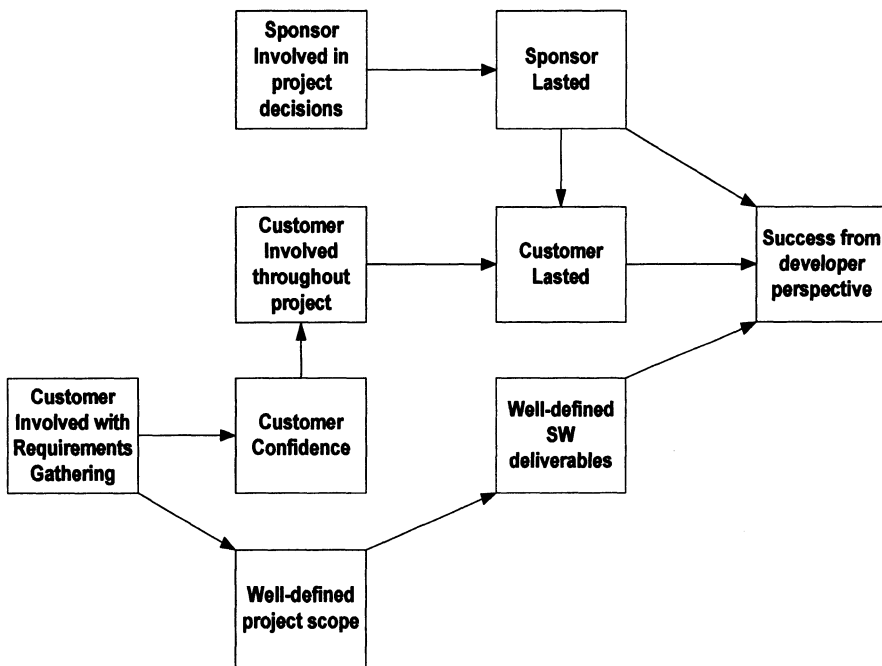 Sponsor
Involved in
project
decisions
Sponsor
Lasted
Customer
Involved
throughout
project
Customer
Lasted
Success from
developer
perspective
Customer
Involved with
Requirements
Gathering
Customer
Confidence
Well-defined
SW
deliverables
Well-defined
project scope